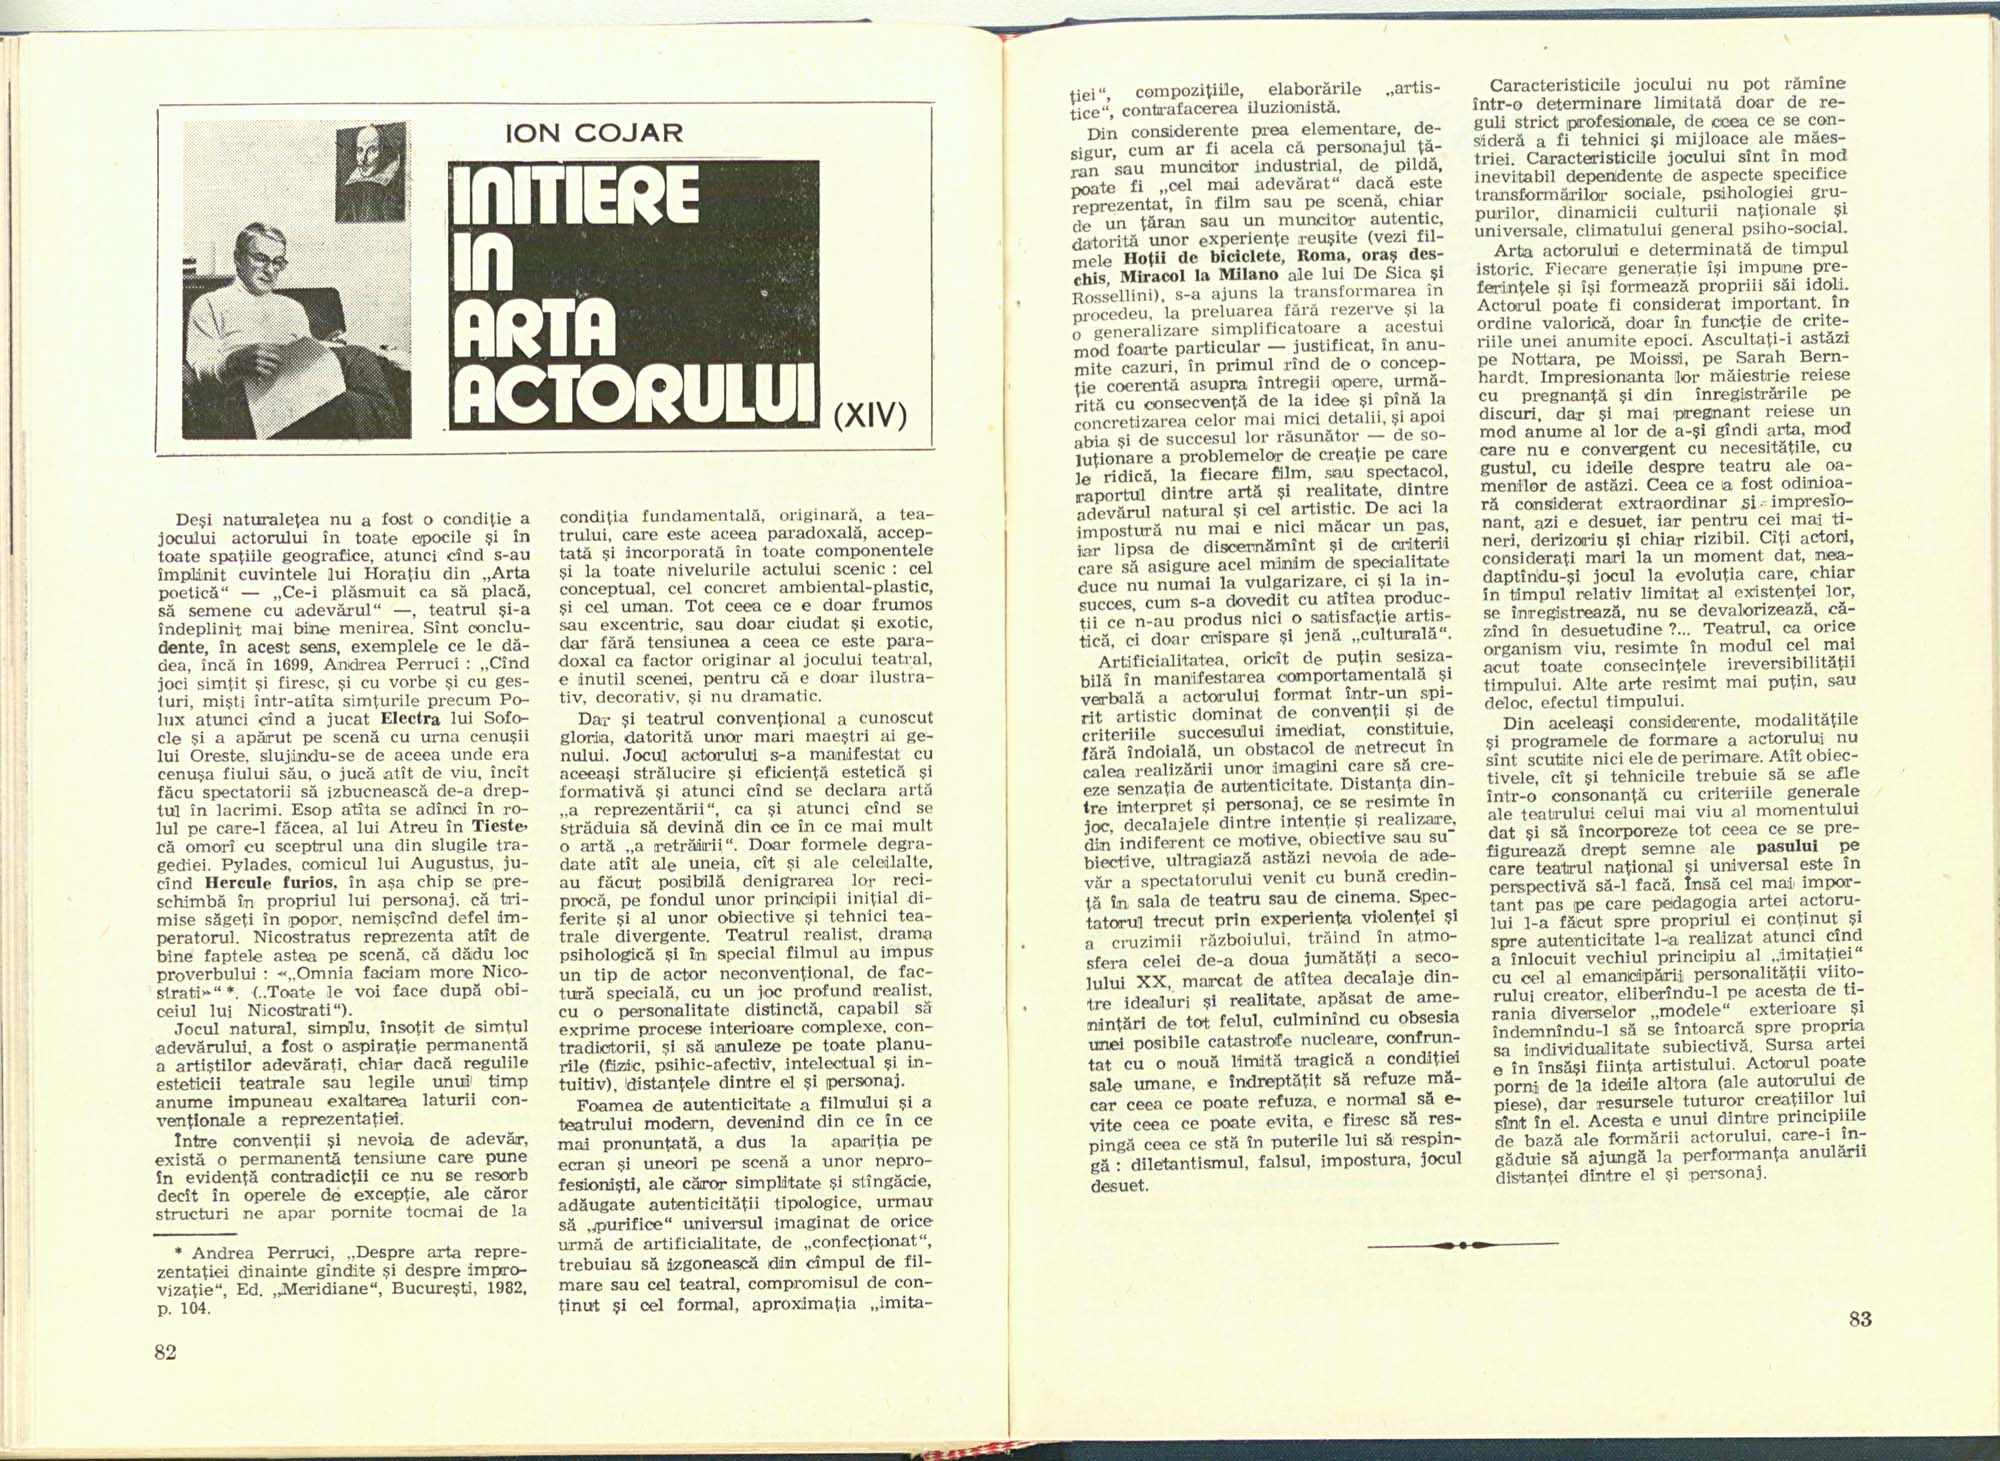 ION COJAR
INITIERE
IN
ARTA
ACTORULUI
(XIV)
Deşi naturaleţea nu a fost o condiţie a
jocului actorului în toate epocile şi în
toate spaţiile geografice, atunci cînd s-au
împlinit cuvintele lui Horaţiu din „Arta
poetică“ — „Ce-i plăsmuit ca să placă,
să semene cu adevărul“ —, teatrul şi-a
îndeplinit mai bine menirea. Sînt conclu-
dente, în acest sens, exemplele ce le dă-
dea, încă în 1699, Andrea Perruci : „Cînd
joci simţit şi firesc, şi cu vorbe şi cu ges-
turi, mişti într-atîta simţurile precum Po-
lux atunci cînd a jucat Electra lui Sofo-
cle şi a apărut pe scenă cu urna cenuşii
lui Oreste, slujindu-se de aceea unde era
cenuşa fiului său, o jucă atît de viu, încît
făcu spectatorii să izbucnească de-a drep-
tul în lacrimi. Esop atîta se adînci în ro-
lul pe care-l făcea, al lui Atreu în Tieste,
că omorî cu sceptrul una din slugile tra-
gediei. Pylades, comicul lui Augustus, ju-
cînd Hercule furios, în aşa chip se pre-
schimbă în propriul lui personaj, că tri-
mise săgeţi în popor, nemişcînd defel îm-
peratorul. Nicostratus reprezenta atît de
bine faptele astea pe scenă, că dădu loc
proverbului : «„Omnia faciam more Nico-
strati»“ *. („Toate le voi face după obi-
ceiul lui Nicostrati“).
Jocul natural, simplu, însoţit de simţul
adevărului, a fost o aspiraţie permanentă
a artiştilor adevăraţi, chiar dacă regulile
esteticii teatrale sau legile unui timp
anume impuneau exaltarea laturii con-
venţionale a reprezentaţiei.
Între convenţii şi nevoia de adevăr,
există o permanentă tensiune care pune
în evidenţă contradicţii ce nu se resorb
decît în operele de excepţie, ale căror
structuri ne apar pornite tocmai de la
* Andrea Perruci, „Despre arta repre-
zentaţiei dinainte gîndite şi despre impro-
vizaţie“, Ed. „Meridiane“, Bucureşti, 1982,
p. 104.
82
condiţia fundamentală, originară, a tea-
trului, care este aceea paradoxală, accep-
tată şi incorporată în toate componentele
şi la toate nivelurile actului scenic : cel
conceptual, cel concret ambiental-plastic,
şi cel uman. Tot ceea ce e doar frumos
sau excentric, sau doar ciudat şi exotic,
dar fără tensiunea a ceea ce este para-
doxal ca factor originar al jocului teatral,
e inutil scenei, pentru că e doar ilustra-
tiv, decorativ, şi nu dramatic.
Dar şi teatrul convenţional a cunoscut
gloria, datorită unor mari maeştri ai ge-
nului. Jocul actorului s-a manifestat cu
aceeaşi strălucire şi eficienţă estetică şi
formativă şi atunci cînd se declara artă
„a reprezentării“, ca şi atunci cînd se
străduia să devină din ce în ce mai mult
o artă „a retrăirii“. Doar formele degra-
date atît ale uneia, cît şi ale celeilalte,
au făcut posibilă denigrarea lor reci-
procă, pe fondul unor principii iniţial di-
ferite şi al unor obiective şi tehnici tea-
trale divergente. Teatrul realist, drama
psihologică şi în special filmul au impus
un tip de actor neconvenţional, de fac-
tură specială, cu un joc profund realist,
cu o personalitate distinctă, capabil să
exprime procese interioare complexe, con-
tradictorii, şi să anuleze pe toate planu-
rile (fizic, psihic-afectiv, intelectual şi in-
tuitiv), distanţele dintre el şi personaj.
Foamea de autenticitate a filmului şi a
teatrului modern, devenind din ce în ce
mai pronunţată, a dus la apariţia pe
ecran şi uneori pe scenă a unor nepro-
fesionişti, ale căror simplitate şi stîngăcie,
adăugate autenticităţii tipologice, urmau
să „purifice“ universul imaginat de orice
urmă de artificialitate, de „confecţionat“,
trebuiau să izgonească din cîmpul de fil-
mare sau cel teatral, compromisul de con-
ţinut şi cel formal, aproximaţia „imita-
ţiei“, compoziţiile, elaborările „artis-
tice“, contrafacerea iluzionistă.
Din considerente prea elementare, de-
sigur, cum ar fi acela că personajul ţă-
ran sau muncitor industrial, de pildă,
poate fi „cel mai adevărat“ dacă este
reprezentat, în film sau pe scenă, chiar
de un ţăran sau un muncitor autentic,
datorită unor experienţe reuşite (vezi fil-
mele Hoţii de biciclete, Roma, oraş des-
chis, Miracol la Milano ale lui De Sica şi
Rossellini), s-a ajuns la transformarea în
procedeu, la preluarea fără rezerve şi la
o generalizare simplificatoare a acestui
mod foarte particular — justificat, în anu-
mite cazuri, în primul rînd de o concep-
ţie coerentă asupra întregii opere, urmă-
rită cu consecvenţă de la idee şi pînă la
concretizarea celor mai mici detalii, şi apoi
abia şi de succesul lor răsunător — de so-
luţionare a problemelor de creaţie pe care
le ridică, la fiecare film, sau spectacol,
raportul dintre artă şi realitate, dintre
adevărul natural şi cel artistic. De aci la
impostură nu mai e nici măcar un pas,
iar lipsa de discernămînt şi de criterii
care să asigure acel minim de specialitate
duce nu numai la vulgarizare, ci şi la in-
succes, cum s-a dovedit cu atîtea produc-
ţii ce n-au produs nici o satisfacţie artis-
tică, ci doar crispare şi jenă „culturală“.
Artificialitatea, oricît de puţin sesiza-
bilă în manifestarea comportamentală şi
verbală a actorului format într-un spi-
rit artistic dominat de convenţii şi de
criteriile succesului imediat, constituie,
fără îndoială, un obstacol de netrecut în
calea realizării unor imagini care să cre-
eze senzaţia de autenticitate. Distanţa din-
tre interpret şi personaj, ce se resimte în
joc, decalajele dintre intenţie şi realizare,
din indiferent ce motive, obiective sau su-
biective, ultragiază astăzi nevoia de ade-
văr a spectatorului venit cu bună credin-
ţă în sala de teatru sau de cinema. Spec-
tatorul trecut prin experienţa violenţei şi
a cruzimii războiului, trăind în atmo-
sfera celei de-a doua jumătăţi a seco-
lului XX, marcat de atîtea decalaje din-
tre idealuri şi realitate, apăsat de ame-
ninţări de tot felul, culminînd cu obsesia
unei posibile catastrofe nucleare, confrun-
tat cu o nouă limită tragică a condiţiei
sale umane, e îndreptăţit să refuze mă-
car ceea ce poate refuza, e normal să e-
vite ceea ce poate evita, e firesc să res-
pingă ceea ce stă în puterile lui să respin-
gă : diletantismul, falsul, impostura, jocul
desuet.
Caracteristicile jocului nu pot rămîne
într-o determinare limitată doar de re-
guli strict profesionale, de ceea ce se con-
sideră a fi tehnici şi mijloace ale măes-
triei. Caracteristicile jocului sînt în mod
inevitabil dependente de aspecte specifice
transformărilor sociale, psihologiei gru-
purilor, dinamicii culturii naţionale şi
universale, climatului general psiho-social.
Arta actorului e determinată de timpul
istoric. Fiecare generaţie îşi impune pre-
ferinţele şi îşi formează propriii săi idoli.
Actorul poate fi considerat important, în
ordine valorică, doar în funcţie de crite-
riile unei anumite epoci. Ascultaţi-i astăzi
pe Nottara, pe Moissi, pe Sarah Bern-
hardt. Impresionanta lor măiestrie reiese
cu pregnanţă şi din înregistrările pe
discuri, dar şi mai pregnant reiese un
mod anume al lor de a-şi gîndi arta, mod
care nu e convergent cu necesităţile, cu
gustul, cu ideile despre teatru ale oa-
menilor de astăzi. Ceea ce a fost odinioa-
ră considerat extraordinar şi impresio-
nant, azi e desuet, iar pentru cei mai ti-
neri, derizoriu şi chiar rizibil. Cîţi actori,
consideraţi mari la un moment dat, nea-
daptîndu-şi jocul la evoluţia care, chiar
în timpul relativ limitat al existenţei lor,
se înregistrează, nu se devalorizează, că-
zînd în desuetudine ?... Teatrul, ca orice
organism viu, resimte în modul cel mai
acut toate consecinţele ireversibilităţii
timpului. Alte arte resimt mai puţin, sau
deloc, efectul timpului.
Din aceleaşi considerente, modalităţile
şi programele de formare a actorului nu
sînt scutite nici ele de perimare. Atît obiec-
tivele, cît şi tehnicile trebuie să se afle
într-o consonanţă cu criteriile generale
ale teatrului celui mai viu al momentului
dat şi să încorporeze tot ceea ce se pre-
figurează drept semne ale pasului pe
care teatrul naţional şi universal este în
perspectivă să-l facă. Însă cel mai impor-
tant pas pe care pedagogia artei actoru-
lui l-a făcut spre propriul ei conţinut şi
spre autenticitate l-a realizat atunci cînd
a înlocuit vechiul principiu al „imitaţiei“
cu cel al emancipării personalităţii viito-
rului creator, eliberîndu-l pe acesta de ti-
rania diverselor „modele“ exterioare şi
îndemnîndu-l să se întoarcă spre propria
sa individualitate subiectivă. Sursa artei
e în însăşi fiinţa artistului. Actorul poate
porni de la ideile altora (ale autorului de
piese), dar resursele tuturor creaţiilor lui
sînt în el. Acesta e unui dintre principiile
de bază ale formării actorului, care-i în-
găduie să ajungă la performanţa anulării
distanţei dintre el şi personaj.
83